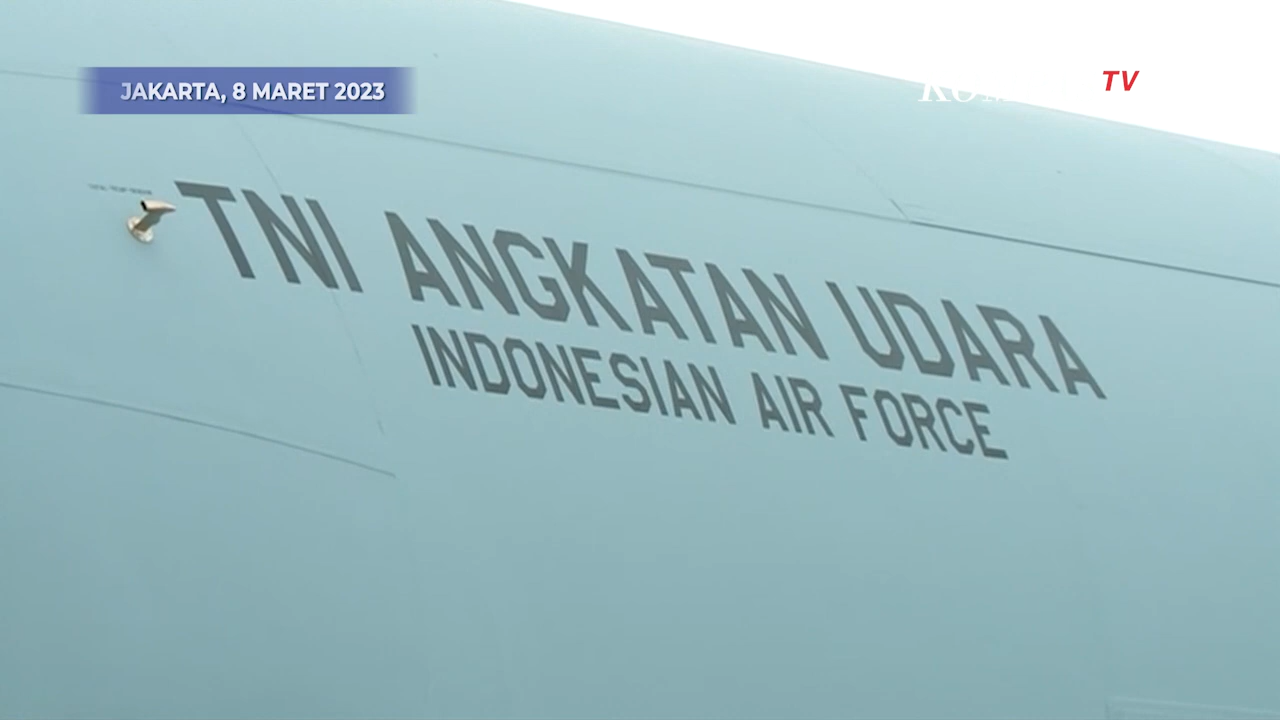 JAKARTA, 8 MARET 2023
TV
TNI ANGKATAN UDARA
INDONESIAN AIR FORCE